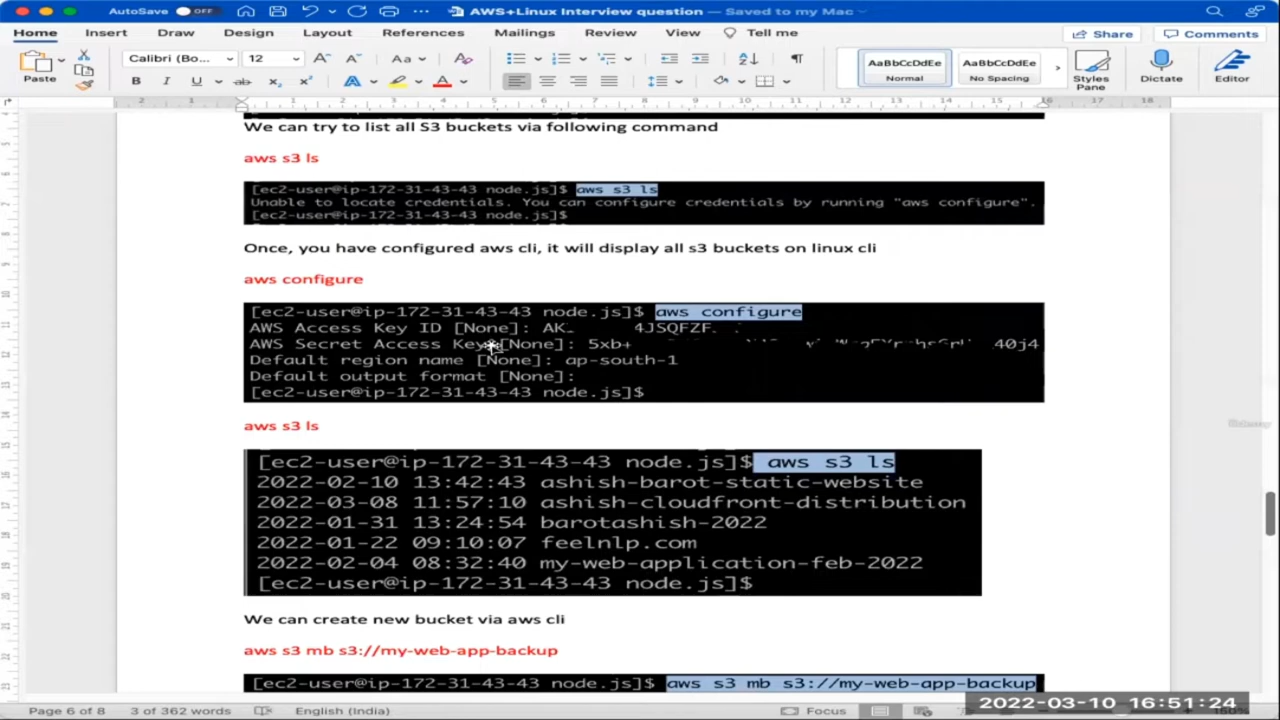 AutoSave OFF AWS+Linux Interview question — Saved to my Mac
Home Insert Draw Design Layout References Mailings Review View Tell me Share Comments
Paste Calibri (Bo... 12 Aa AaBbCcDdEe Normal AaBbCcDdEe No Spacing Styles Pane Dictate Editor
We can try to list all S3 buckets via following command
aws s3 ls
[ec2-user@ip-172-31-43-43 node.js]$ aws s3 ls
Unable to locate credentials. You can configure credentials by running "aws configure".
[ec2-user@ip-172-31-43-43 node.js]$
Once, you have configured aws cli, it will display all s3 buckets on linux cli
aws configure
[ec2-user@ip-172-31-43-43 node.js]$ aws configure
AWS Access Key ID [None]: AK 4JSQFZF
AWS Secret Access Key [None]: 5xb+ 40j4
Default region name [None]: ap-south-1
Default output format [None]:
[ec2-user@ip-172-31-43-43 node.js]$
aws s3 ls
[ec2-user@ip-172-31-43-43 node.js]$ aws s3 ls
2022-02-10 13:42:43 ashish-barot-static-website
2022-03-08 11:57:10 ashish-cloudfront-distribution
2022-01-31 13:24:54 barotashish-2022
2022-01-22 09:10:07 feelnlp.com
2022-02-04 08:32:40 my-web-application-feb-2022
[ec2-user@ip-172-31-43-43 node.js]$
We can create new bucket via aws cli
aws s3 mb s3://my-web-app-backup
[ec2-user@ip-172-31-43-43 node.js]$ aws s3 mb s3://my-web-app-backup
Page 6 of 8 3 of 362 words English (India) Focus
2022-03-10 16:51:24